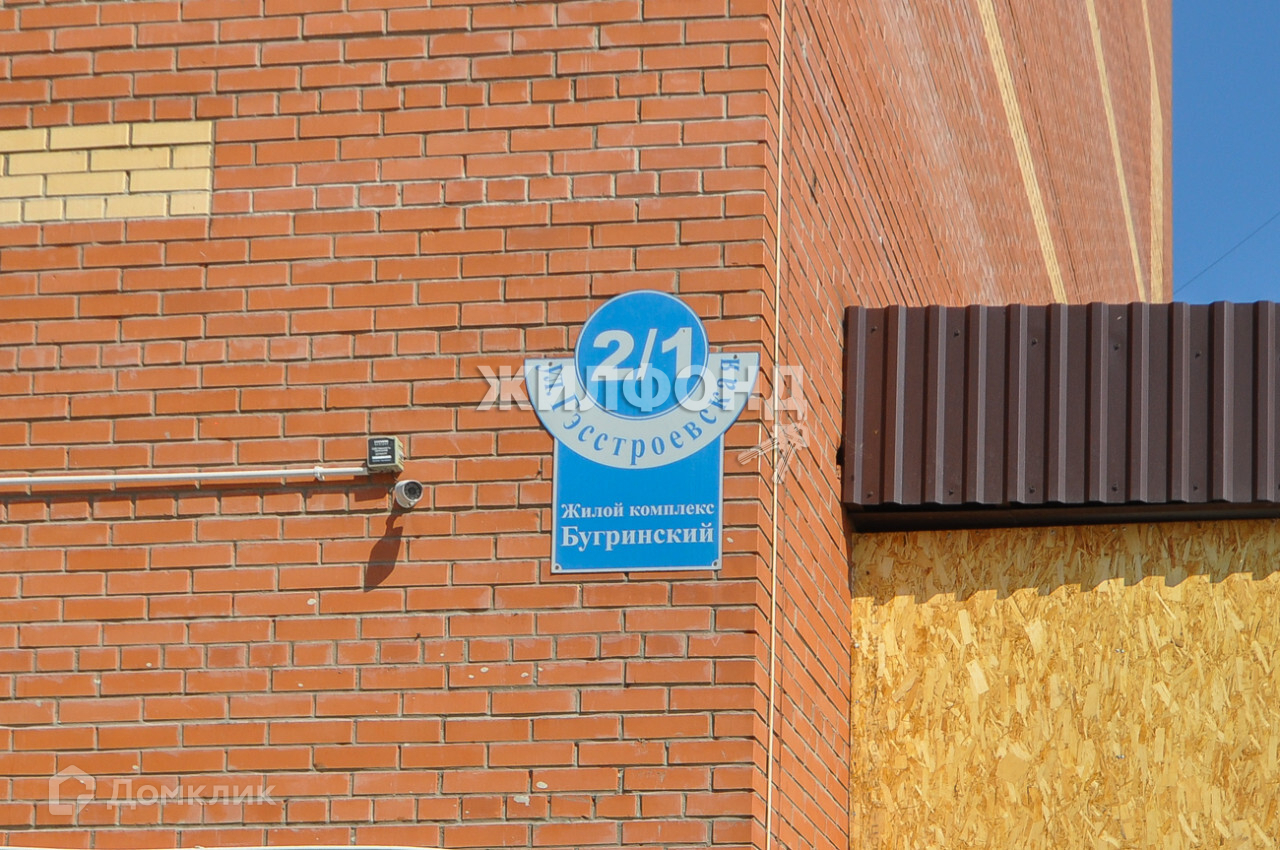 2/1
м.Гэсстроевская
ЖИЛФОНД
Жилой комплекс
Бугринский
Домклик